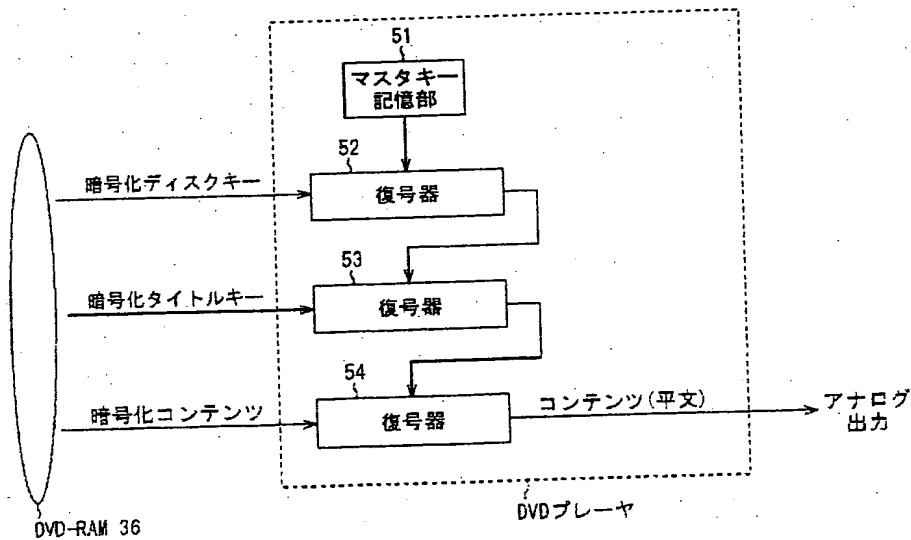 51
マスタキー
記憶部
52
暗号化ディスクキー
復号器
53
暗号化タイトルキー
復号器
54
暗号化コンテンツ
復号器
コンテンツ(平文)
アナログ
出力
DVDプレーヤ
DVD-RAM 36